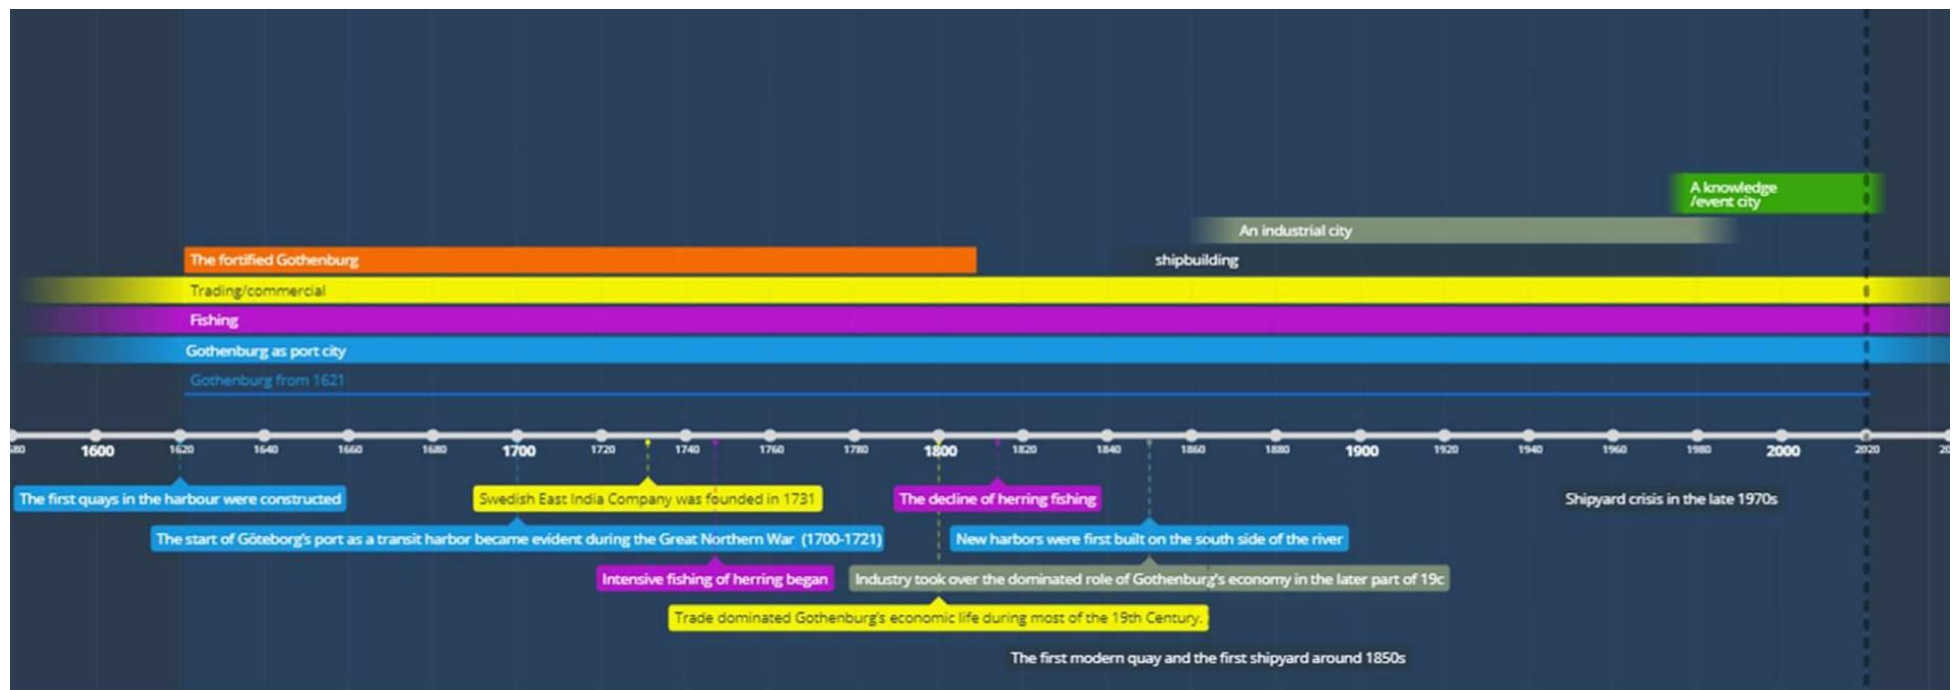 A knowledge
/event city
An industrial city
The fortified Gothenburg
shipbuilding
Trading/commercial
Fishing
Gothenburg as port city
Gothenburg from 1621
1600 1620 1640 1660 1680 1700 1720 1740 1760 1780 1800 1820 1840 1860 1880 1900 1920 1940 1960 1980 2000 2020
The first quays in the harbour were constructed
Swedish East India Company was founded in 1731
The decline of herring fishing
Shipyard crisis in the late 1970s
The start of Göteborg's port as a transit harbor became evident during the Great Northern War (1700-1721)
New harbors were first built on the south side of the river
Intensive fishing of herring began
Industry took over the dominated role of Gothenburg's economy in the later part of 19c
Trade dominated Gothenburg's economic life during most of the 19th Century.
The first modern quay and the first shipyard around 1850s